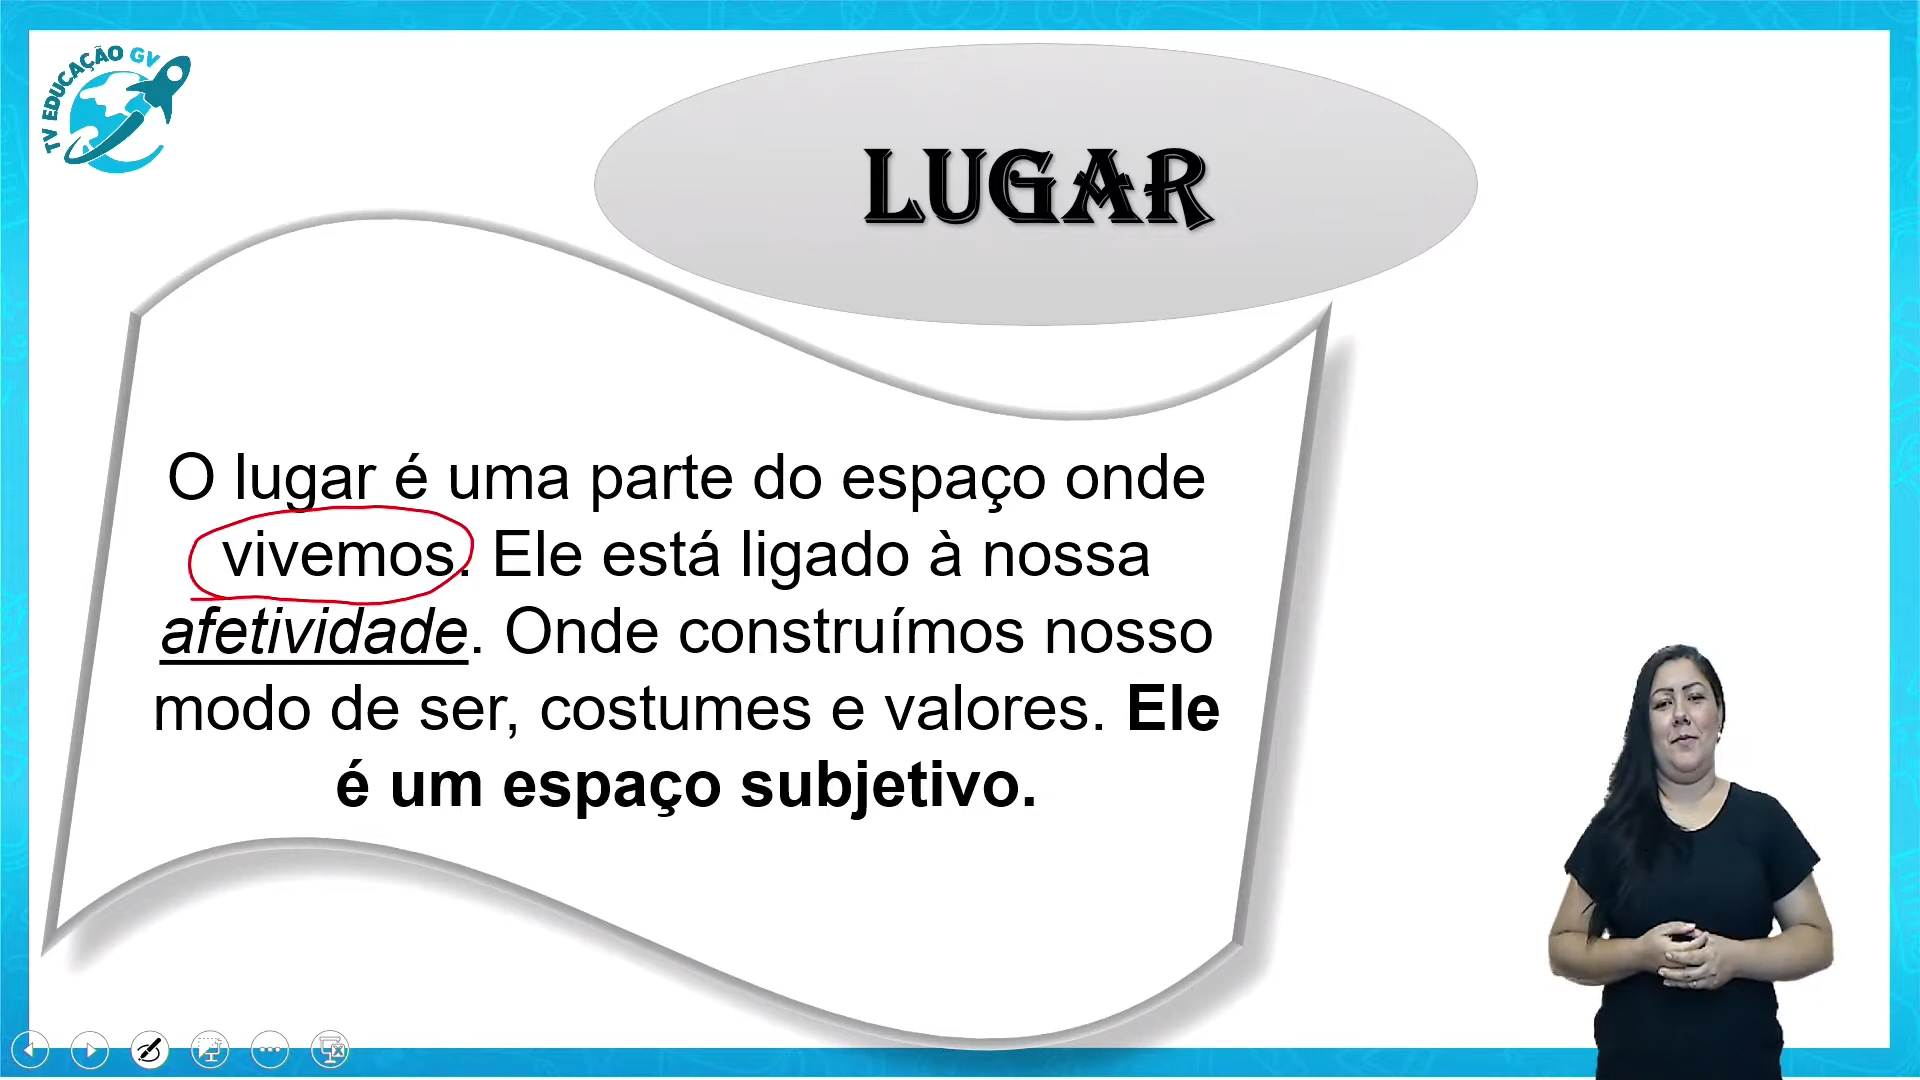 TV EDUCAÇÃO GV
LUGAR
O lugar é uma parte do espaço onde
vivemos. Ele está ligado à nossa
afetividade. Onde construímos nosso
modo de ser, costumes e valores. Ele
é um espaço subjetivo.